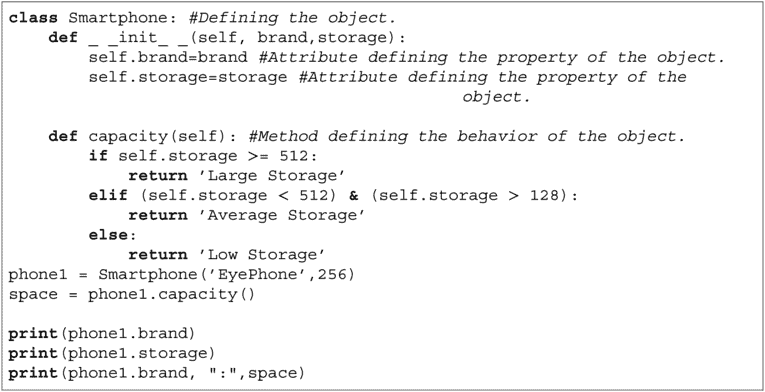 class Smartphone: #Defining the object.
    def _ _init_ _(self, brand,storage):
        self.brand=brand #Attribute defining the property of the object.
        self.storage=storage #Attribute defining the property of the
                                              object.

    def capacity(self): #Method defining the behavior of the object.
        if self.storage >= 512:
            return ’Large Storage’
        elif (self.storage < 512) & (self.storage > 128):
            return ’Average Storage’
        else:
            return ’Low Storage’
phone1 = Smartphone(’EyePhone’,256)
space = phone1.capacity()

print(phone1.brand)
print(phone1.storage)
print(phone1.brand, ":",space)